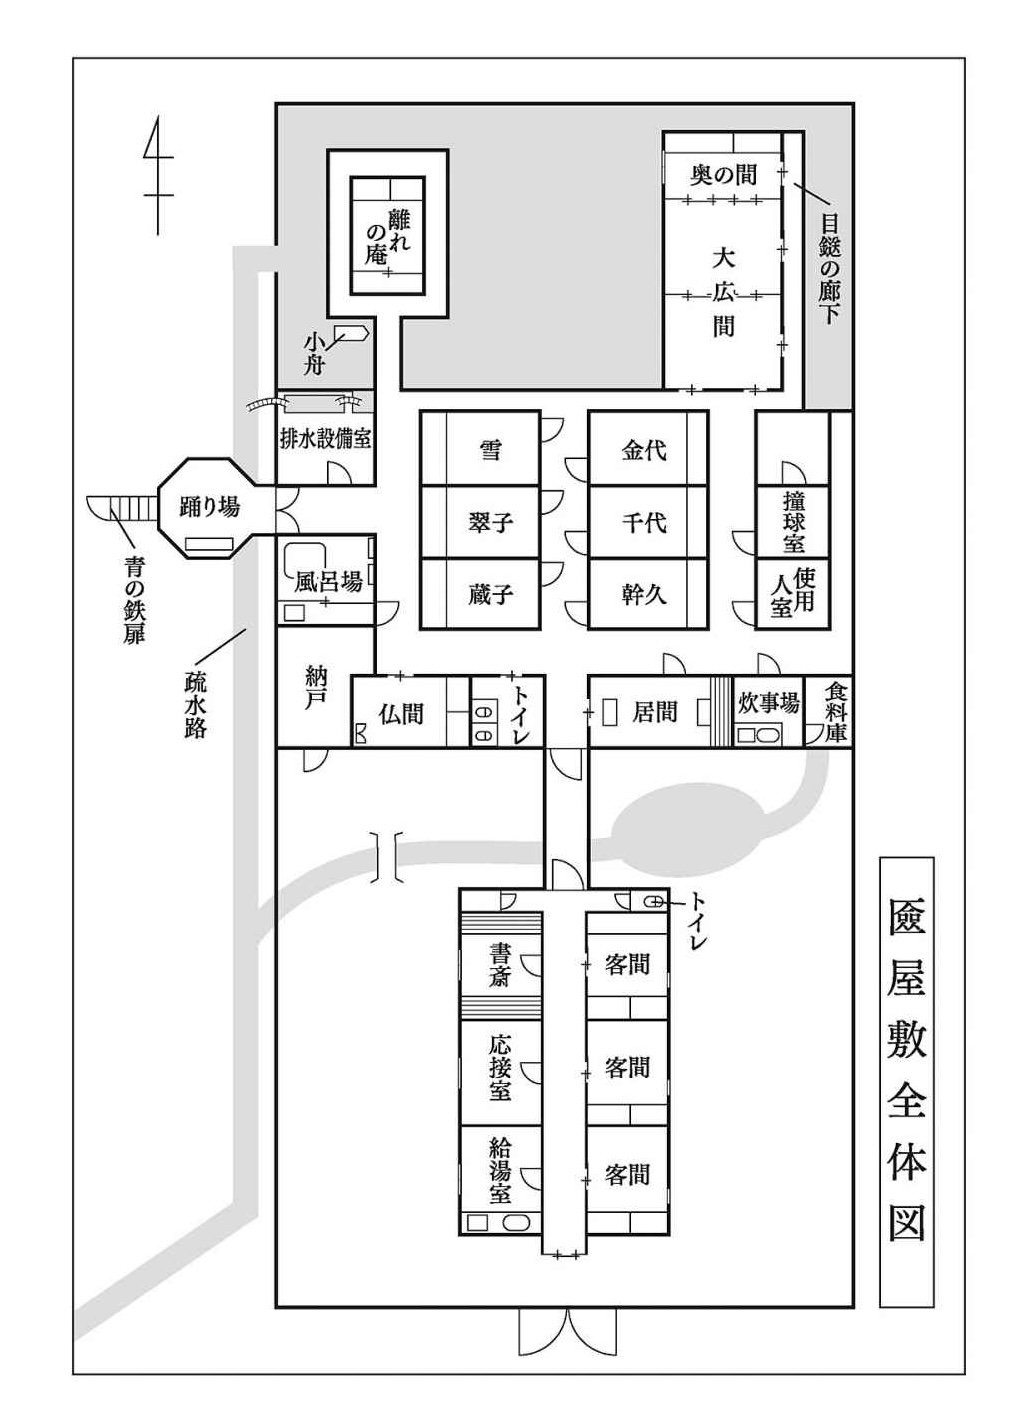 奥の間
目鎹の廊下
離れの庵
大広間
小舟
排水設備室
雪
金代
踊り場
翠子
千代
撞球室
青の鉄扉
風呂場
蔵子
幹久
使用人室
疏水路
納戸
仏間
トイレ
居間
炊事場
食料庫
トイレ
書斎
客間
応接室
客間
給湯室
客間
匳屋敷全体図